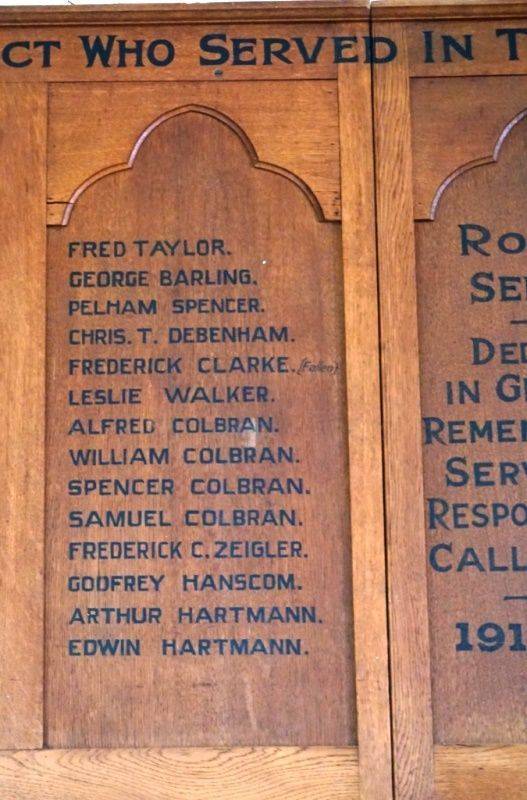 CT WHO SERVED IN T
FRED TAYLOR.
GEORGE BARLING.
PELHAM SPENCER.
CHRIS. T. DEBENHAM.
FREDERICK CLARKE. (Fallen)
LESLIE WALKER.
ALFRED COLBRAN.
WILLIAM COLBRAN.
SPENCER COLBRAN.
SAMUEL COLBRAN.
FREDERICK C. ZEIGLER.
GODFREY HANSCOM.
ARTHUR HARTMANN.
EDWIN HARTMANN.
RO
SE
DED
IN G
REME
SER
RESPO
CALL
191